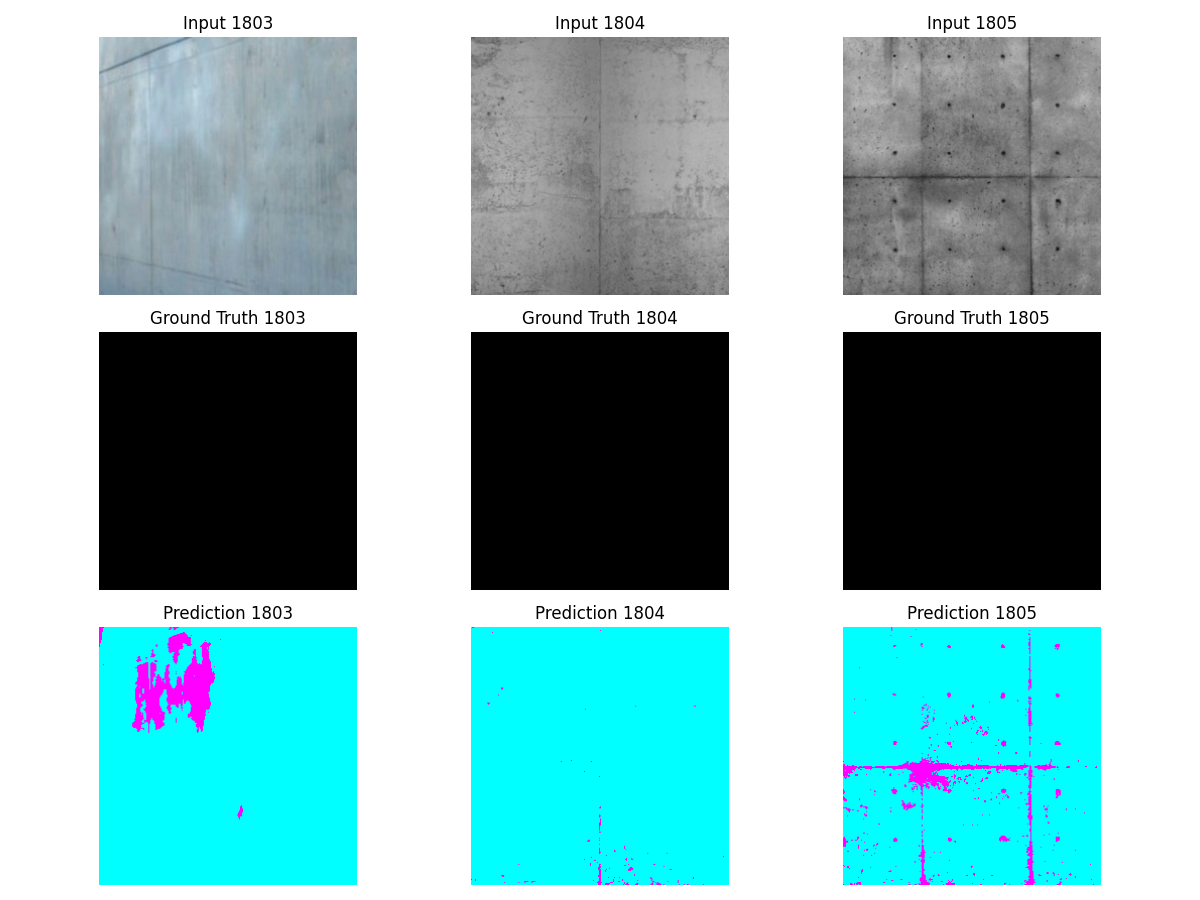 Input 1803
Input 1804
Input 1805
Ground Truth 1803
Ground Truth 1804
Ground Truth 1805
Prediction 1803
Prediction 1804
Prediction 1805